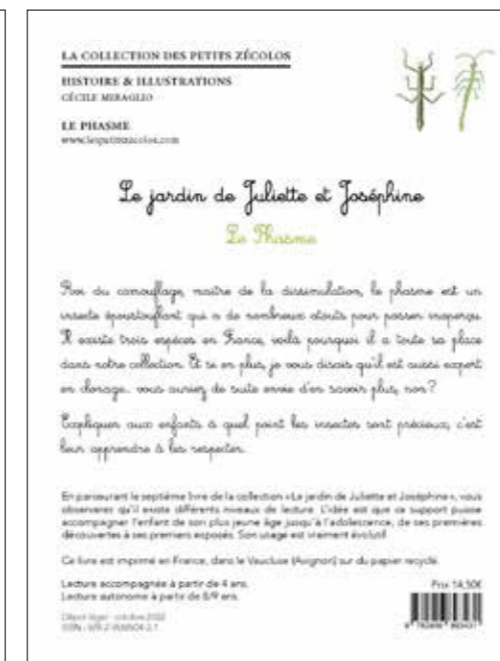 LA COLLECTION DES PETITS ZÉCOLOS
HISTOIRE & ILLUSTRATIONS
CÉCILE MIRAGLIO
LE PHASME
www.lespetitszecolos.com
Le jardin de Juliette et Joséphine
Le Phasme
Roi du camouflage, maître de la dissimulation, le phasme est un
insecte époustouflant qui a de nombreux atouts pour passer inaperçu.
Il existe trois espèces en France, voilà pourquoi il a toute sa place
dans notre collection. Et si en plus, je vous disais qu'il est aussi expert
en clonage... vous auriez de suite envie d'en savoir plus, non ?
Expliquer aux enfants à quel point les insectes sont précieux, c'est
leur apprendre à les respecter.
En parcourant le septième livre de la collection «Le jardin de Juliette et Joséphine», vous
observerez qu'il existe différents niveaux de lecture. L'idée est que ce support puisse
accompagner l'enfant de son plus jeune âge jusqu'à l'adolescence, de ses premières
découvertes à ses premiers exposés. Son usage est vraiment évolutif.
Ce livre est imprimé en France, dans le Vaucluse (Avignon) sur du papier recyclé.
Lecture accompagnée à partir de 4 ans.
Lecture autonome à partir de 8/9 ans.
Prix 14,50€
Dépôt légal : octobre 2022